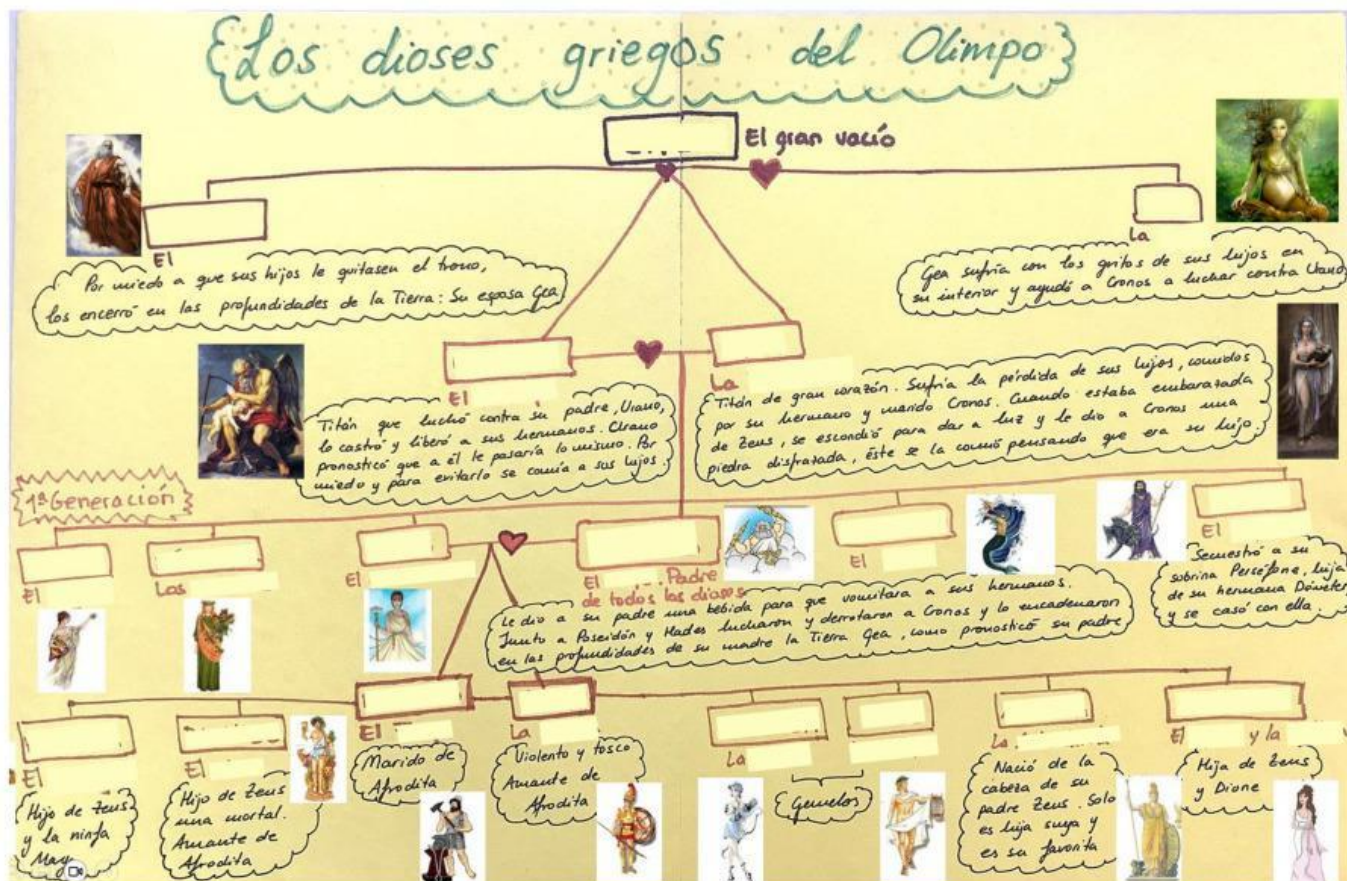 Los dioses griegos del Olimpo
El gran vacío
El
La
Por miedo a que sus hijos le quitasen el trono,
los encerró en las profundidades de la Tierra: Su esposa Gea
Gea sufría con los gritos de sus hijos en
su interior y ayudó a Cronos a luchar contra Urano
El
La
Titán que luchó contra su padre, Urano,
lo castró y liberó a sus hermanos. Urano
pronosticó que a él le pasaría lo mismo. Por
miedo y para evitarlo se comía a sus hijos.
Titán de gran corazón. Sufría la pérdida de sus hijos, comidos
por su hermano y marido Cronos. Cuando estaba embarazada
de Zeus, se escondió para dar a luz y le dio a Cronos una
piedra disfrazada, éste se la comió pensando que era su hijo.
1ª Generación
El
Las
El
El
Padre
de todos los dioses
El
El
Le dio a su padre una bebida para que vomitara a sus hermanos.
Junto a Poseidón y Hades lucharon y derrotaron a Cronos y lo encadenaron
en las profundidades de su madre la Tierra Gea, como pronosticó su padre
Secuestró a su
sobrina Perséfone, hija
de su hermana Démeter
y se casó con ella.
El
El
El
La
La
La
El y la
Hijo de Zeus
y la ninfa
May
Hijo de Zeus
una mortal.
Amante de
Afrodita
Marido de
Afrodita
Violento y tosco
Amante de
Afrodita
Gemelos
Nació de la
cabeza de su
padre Zeus. Solo
es hija suya y
es su favorita
Hija de Zeus
y Dione